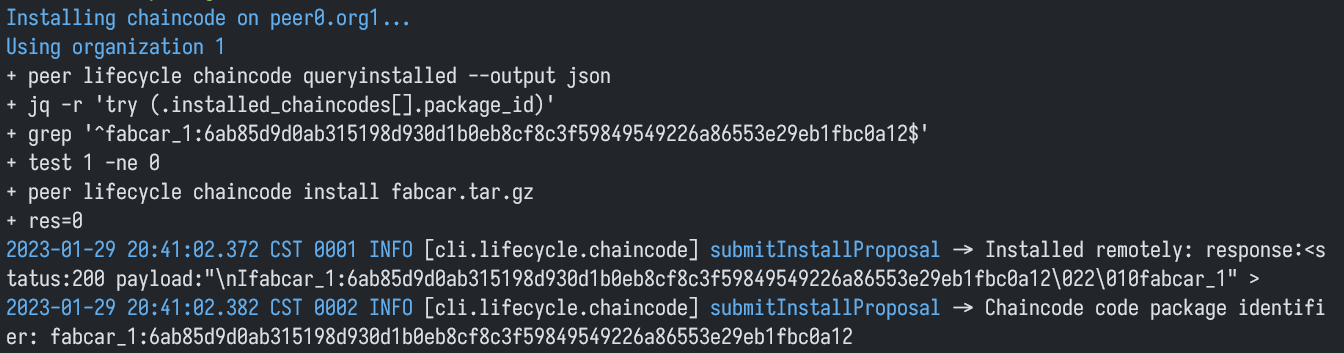 Installing chaincode on peer0.org1...
Using organization 1
+ peer lifecycle chaincode queryinstalled --output json
+ jq -r 'try (.installed_chaincodes[].package_id)'
+ grep '^fabcar_1:6ab85d9d0ab315198d930d1b0eb8cf8c3f59849549226a86553e29eb1fbc0a12$'
+ test 1 -ne 0
+ peer lifecycle chaincode install fabcar.tar.gz
+ res=0
2023-01-29 20:41:02.372 CST 0001 INFO [cli.lifecycle.chaincode] submitInstallProposal -> Installed remotely: response:<s
tatus:200 payload:"\nIfabcar_1:6ab85d9d0ab315198d930d1b0eb8cf8c3f59849549226a86553e29eb1fbc0a12\022\010fabcar_1" >
2023-01-29 20:41:02.382 CST 0002 INFO [cli.lifecycle.chaincode] submitInstallProposal -> Chaincode code package identifi
er: fabcar_1:6ab85d9d0ab315198d930d1b0eb8cf8c3f59849549226a86553e29eb1fbc0a12